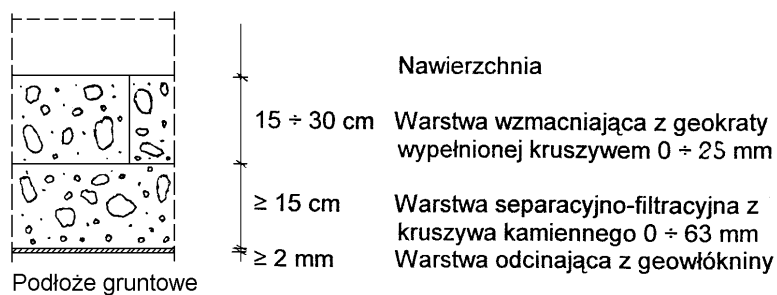 Nawierzchnia
15 ÷ 30 cm Warstwa wzmacniająca z geokraty
wypełnionej kruszywem 0 ÷ 25 mm
≥ 15 cm Warstwa separacyjno-filtracyjna z
kruszywa kamiennego 0 ÷ 63 mm
≥ 2 mm Warstwa odcinająca z geowłókniny
Podłoże gruntowe